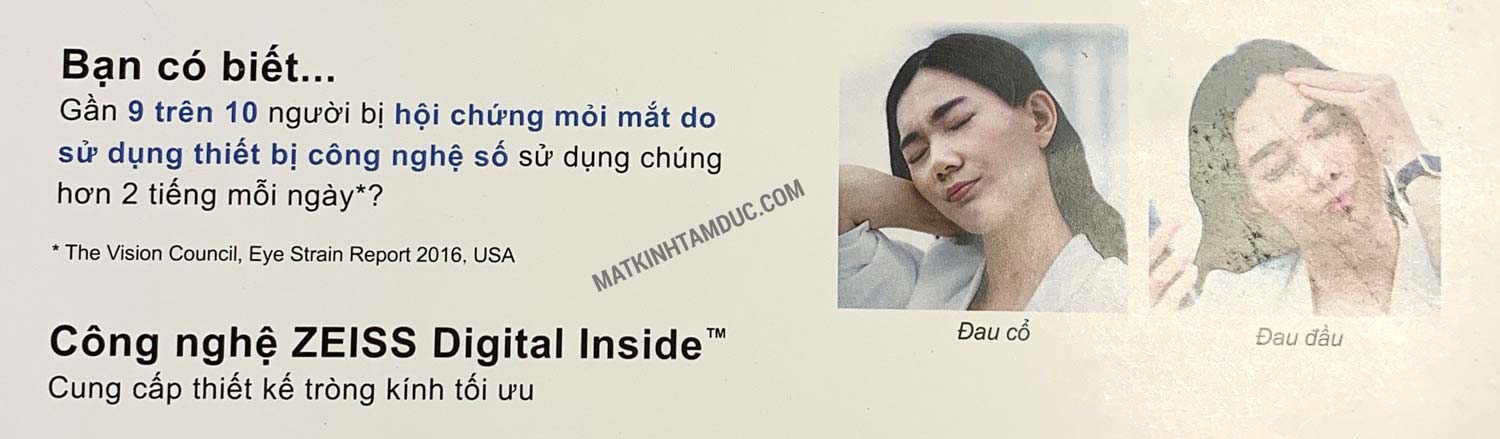 Bạn có biết...
Gần 9 trên 10 người bị hội chứng mỏi mắt do
sử dụng thiết bị công nghệ số sử dụng chúng
hơn 2 tiếng mỗi ngày*?
* The Vision Council, Eye Strain Report 2016, USA
MATKINHTAMDUC.COM
Công nghệ ZEISS Digital Inside™
Cung cấp thiết kế tròng kính tối ưu
Đau cổ
Đau đầu